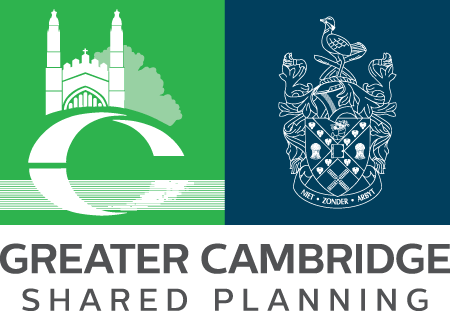 NIET · ZONDER · ARBYT
GREATER CAMBRIDGE
SHARED PLANNING